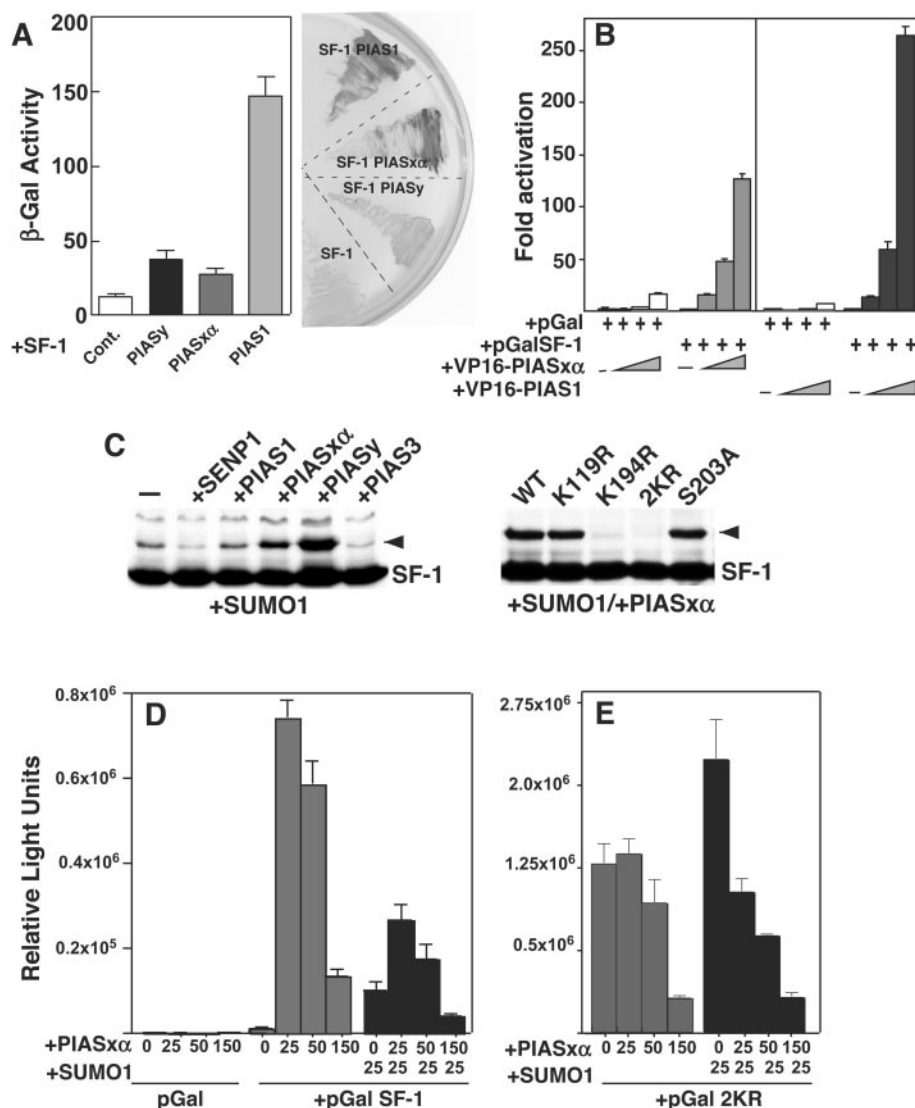 A
200
150
100
50
0
β-Gal Activity
+SF-1
Cont.
PIASy
PIASxα
PIAS1
SF-1 PIAS1
SF-1 PIASxα
SF-1 PIASy
SF-1
B
250
200
150
100
50
Fold activation
+pGal
+ + + +
+ + + +
+pGalSF-1
+ + + +
+ + + +
+VP16-PIASxα
–
–
+VP16-PIAS1
–
–
C
–
+SENP1
+PIAS1
+PIASxα
+PIASy
+PIAS3
SF-1
+SUMO1
WT
K119R
K194R
2KR
S203A
SF-1
+SUMO1/+PIASxα
D
0.8x10⁶
0.6x10⁶
0.4x10⁶
0.2x10⁵
Relative Light Units
+PIASxα
0 25 50 150
0 25 50 150
0 25 50 150
+SUMO1
25 25 25 25
pGal
+pGal SF-1
E
2.75x10⁶
2.0x10⁶
1.25x10⁶
0.5x10⁶
+PIASxα
0 25 50 150
0 25 50 150
+SUMO1
25 25 25 25
+pGal 2KR